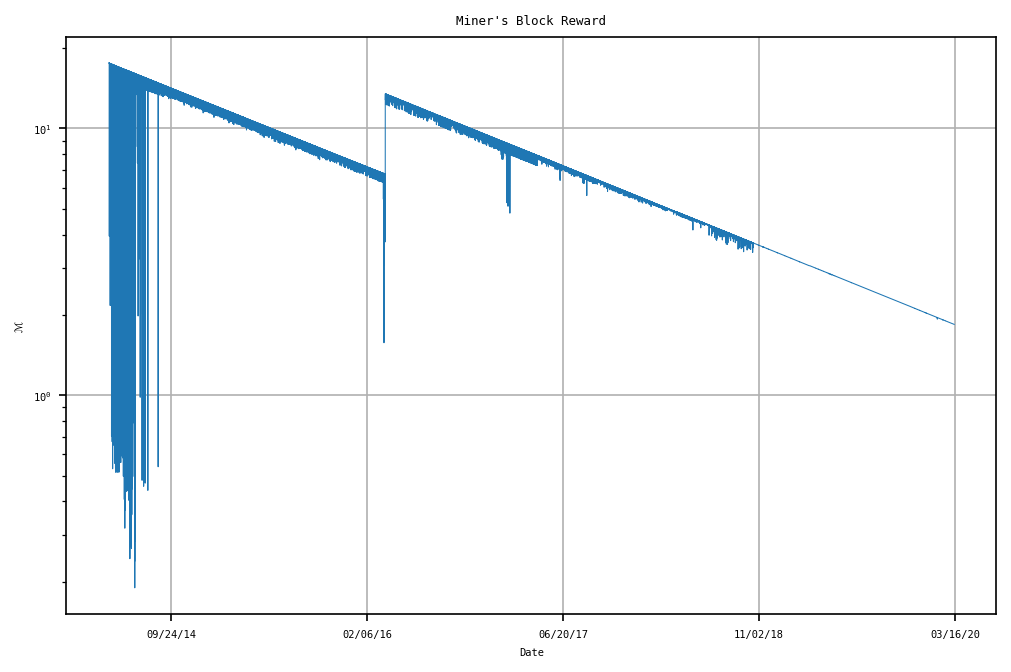 Miner's Block Reward
10¹
10⁰
ℳ
09/24/14
02/06/16
06/20/17
11/02/18
03/16/20
Date